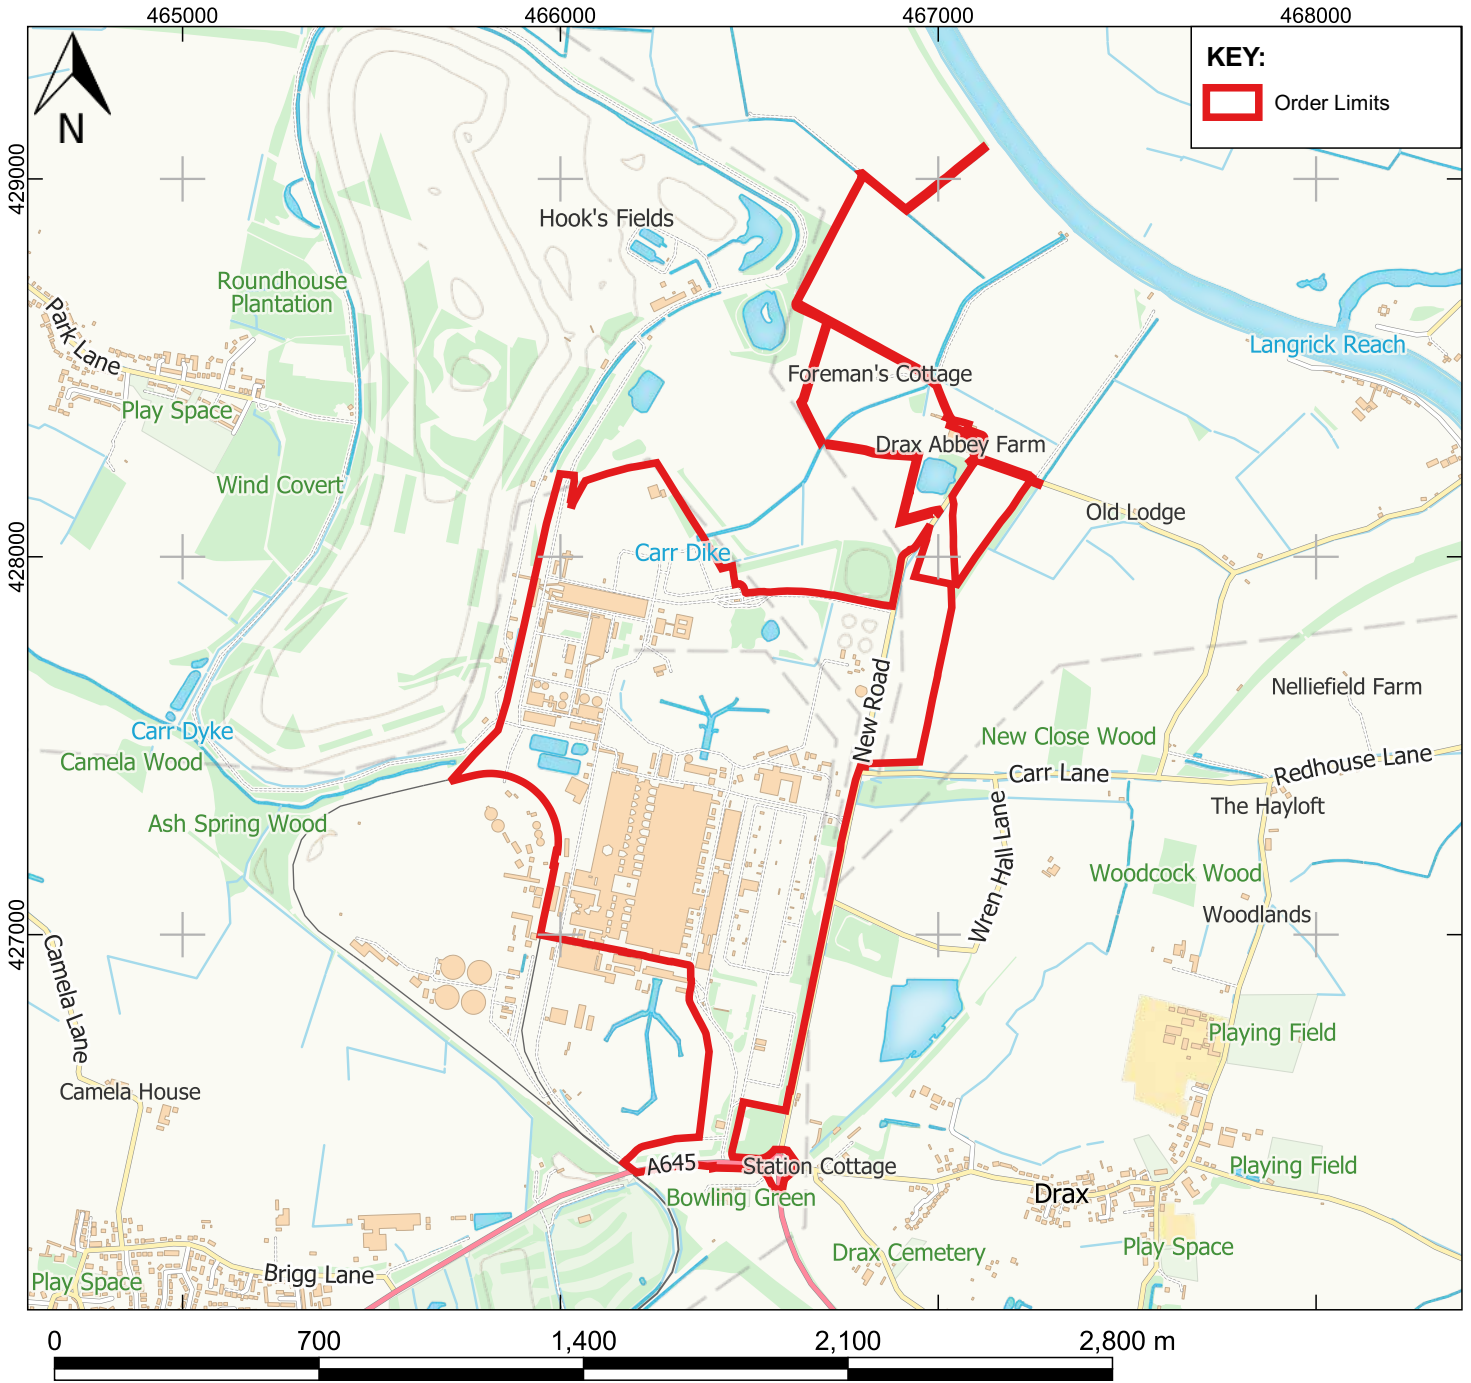 465000
466000
467000
468000
KEY:
Order Limits
N
429000
Hook's Fields
Roundhouse
Plantation
Park Lane
Langrick Reach
Foreman's Cottage
Play Space
Drax Abbey Farm
Wind Covert
Old Lodge
428000
Carr Dike
New Road
Nelliefield Farm
Carr Dyke
New Close Wood
Camela Wood
Carr Lane
Redhouse Lane
The Hayloft
Ash Spring Wood
Wren Hall Lane
Woodcock Wood
Woodlands
427000
Camela Lane
Playing Field
Camela House
A645
Station Cottage
Playing Field
Bowling Green
Drax
Drax Cemetery
Play Space
Brigg Lane
Play Space
0
700
1,400
2,100
2,800 m